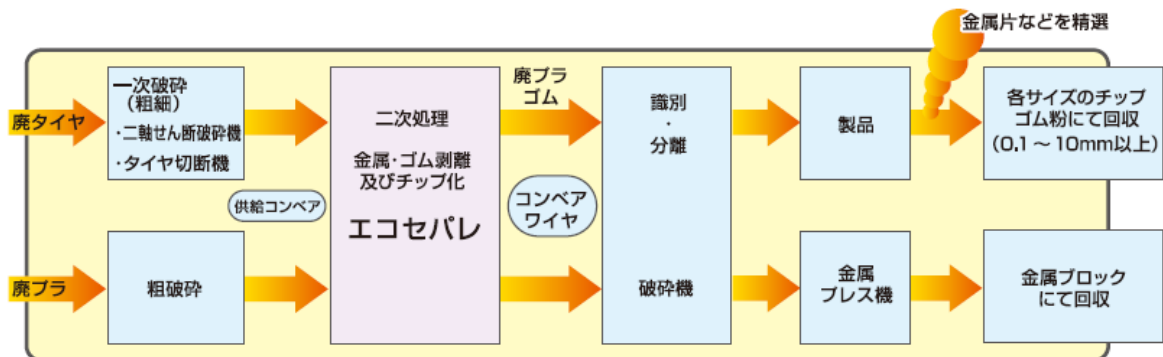 金属片などを精選
廃タイヤ
一次破砕
(粗細)
・二軸せん断破砕機
・タイヤ切断機
供給コンベア
二次処理
金属・ゴム剥離
及びチップ化
エコセパレ
廃プラ
ゴム
コンベア
ワイヤ
識別
・
分離
破砕機
製品
各サイズのチップ
ゴム粉にて回収
(0.1～10mm以上)
廃プラ
粗破砕
金属
プレス機
金属ブロック
にて回収